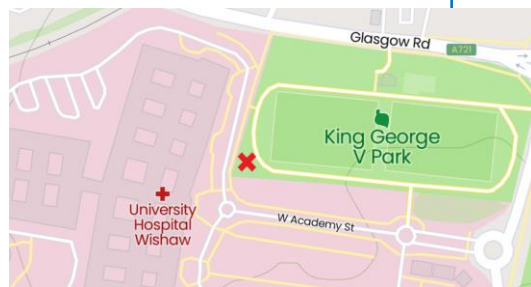 Glasgow Rd
A721
King George
V Park
University
Hospital
Wishaw
W Academy St